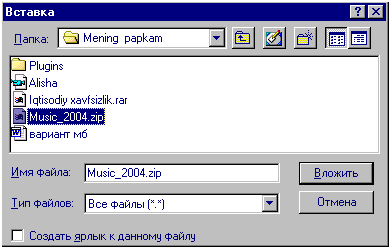 Вставка
Папка: Mening papkam
Plugins
Alisha
Iqtisodiy xavfsizlik.rar
Music_2004.zip
вариант мб
Имя файла: Music_2004.zip Вложить
Тип файлов: Все файлы (*.*) Отмена
Создать ярлык к данному файлу